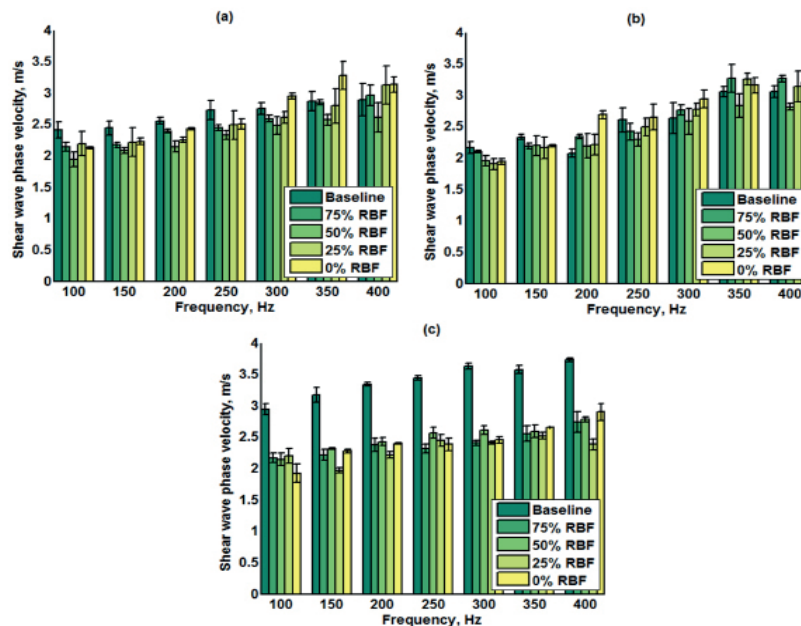 (a)
Shear wave phase velocity, m/s
4
3.5
3
2.5
2
1.5
1
0.5
0
Baseline
75% RBF
50% RBF
25% RBF
0% RBF
100 150 200 250 300 350 400
Frequency, Hz
(b)
Shear wave phase velocity, m/s
4
3.5
3
2.5
2
1.5
1
0.5
0
Baseline
75% RBF
50% RBF
25% RBF
0% RBF
100 150 200 250 300 350 400
Frequency, Hz
(c)
Shear wave phase velocity, m/s
4
3.5
3
2.5
2
1.5
1
0.5
0
Baseline
75% RBF
50% RBF
25% RBF
0% RBF
100 150 200 250 300 350 400
Frequency, Hz